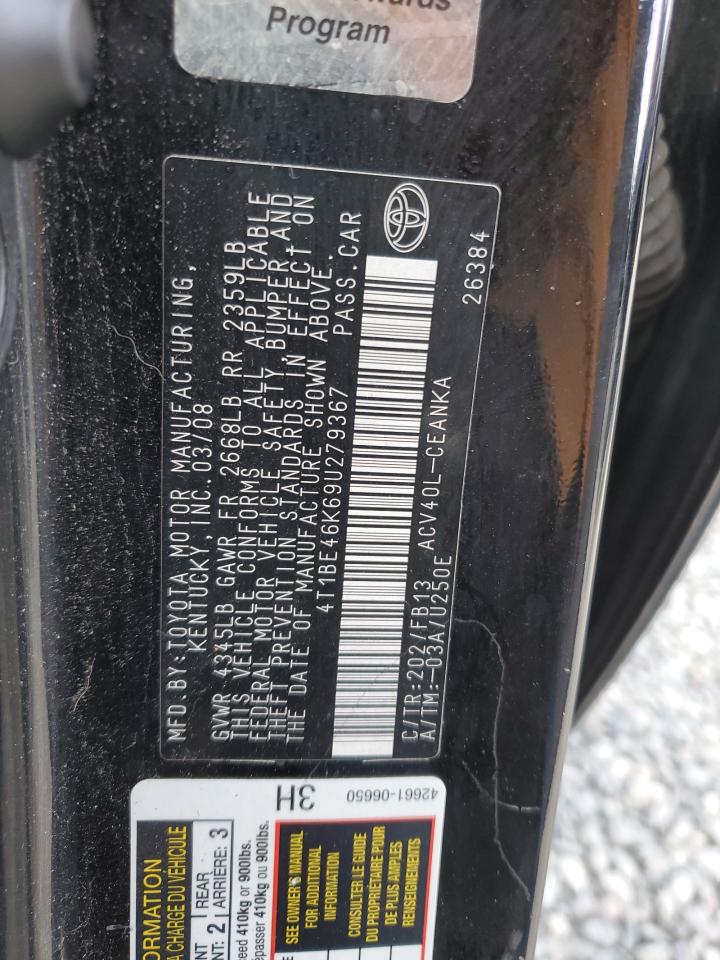 Program
MFD.BY:TOYOTA MOTOR MANUFACTURING,
KENTUCKY, INC.03/08
GVWR 4345LB GAWR FR 2668LB RR 2359LB
THIS VEHICLE CONFORMS TO ALL APPLICABLE
FEDERAL MOTOR VEHICLE SAFETY,BUMPER,AND
THEFT PREVENTION STANDARDS IN EFFECT ON
THE DATE OF MANUFACTURE SHOWN ABOVE.
4T1BE46K69U279367 PASS.CAR
C/TR:202/FB13 ACV40L-CEANKA
A/TM:-03A/U250E
26384
3H
42661-06650
A CHARGE DU VÉHICULE
2 REAR
ARRIÈRE: 3
410kg or 900lbs.
410kg ou 900lbs.
SEE OWNER'S MANUAL
FOR ADDITIONAL
INFORMATION
CONSULTER LE GUIDE
DU PROPRIÉTAIRE POUR
DE PLUS AMPLES
RENSEIGNEMENTS